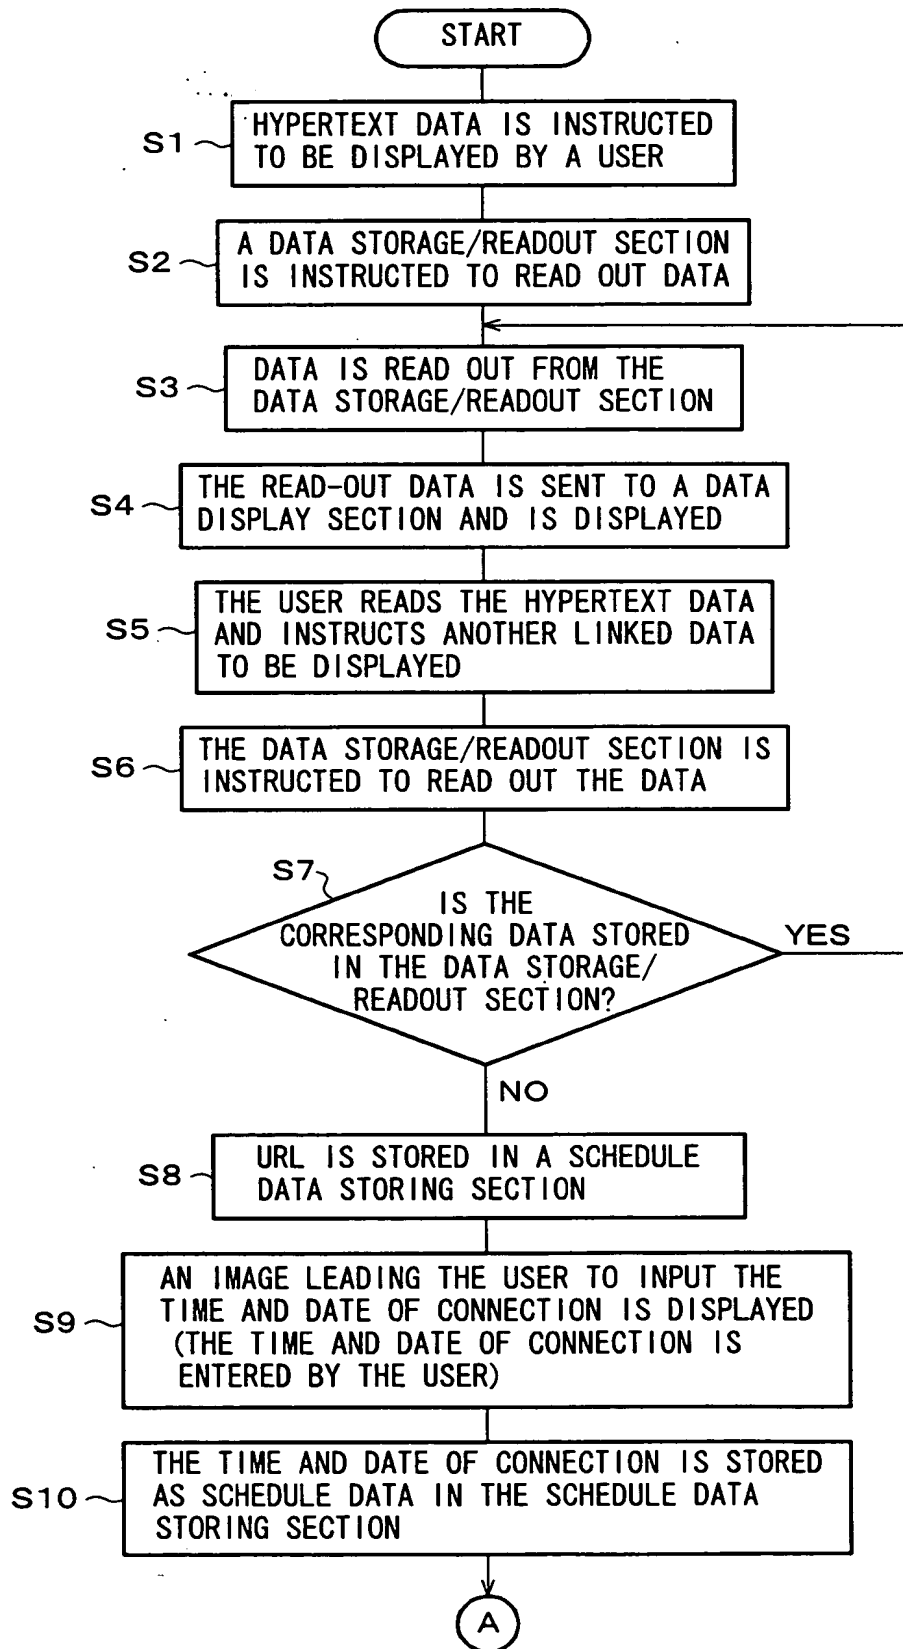 START
S1
HYPERTEXT DATA IS INSTRUCTED
TO BE DISPLAYED BY A USER
S2
A DATA STORAGE/READOUT SECTION
IS INSTRUCTED TO READ OUT DATA
S3
DATA IS READ OUT FROM THE
DATA STORAGE/READOUT SECTION
S4
THE READ-OUT DATA IS SENT TO A DATA
DISPLAY SECTION AND IS DISPLAYED
S5
THE USER READS THE HYPERTEXT DATA
AND INSTRUCTS ANOTHER LINKED DATA
TO BE DISPLAYED
S6
THE DATA STORAGE/READOUT SECTION IS
INSTRUCTED TO READ OUT THE DATA
S7
IS THE
CORRESPONDING DATA STORED
IN THE DATA STORAGE/
READOUT SECTION?
YES
NO
S8
URL IS STORED IN A SCHEDULE
DATA STORING SECTION
S9
AN IMAGE LEADING THE USER TO INPUT THE
TIME AND DATE OF CONNECTION IS DISPLAYED
(THE TIME AND DATE OF CONNECTION IS
ENTERED BY THE USER)
S10
THE TIME AND DATE OF CONNECTION IS STORED
AS SCHEDULE DATA IN THE SCHEDULE DATA
STORING SECTION
A